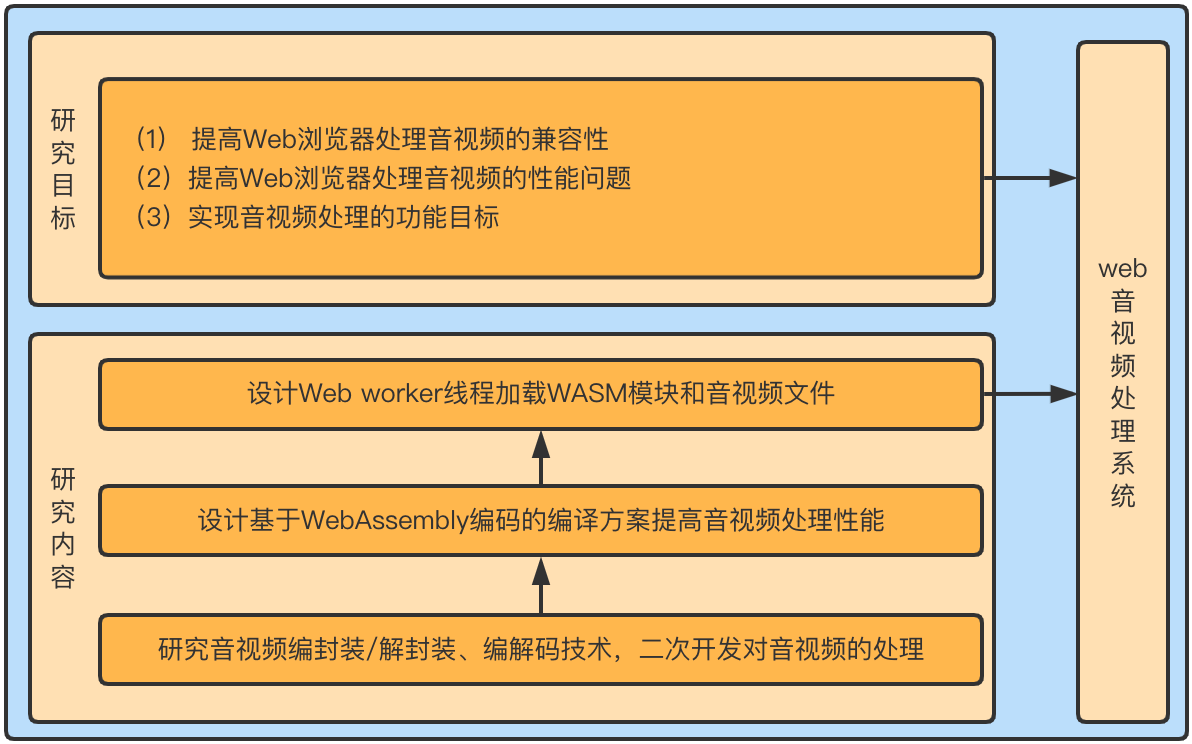 研究目标
（1） 提高Web浏览器处理音视频的兼容性
（2）提高Web浏览器处理音视频的性能问题
（3）实现音视频处理的功能目标
研究内容
设计Web worker线程加载WASM模块和音视频文件
设计基于WebAssembly编码的编译方案提高音视频处理性能
研究音视频编封装/解封装、编解码技术，二次开发对音视频的处理
web音视频处理系统